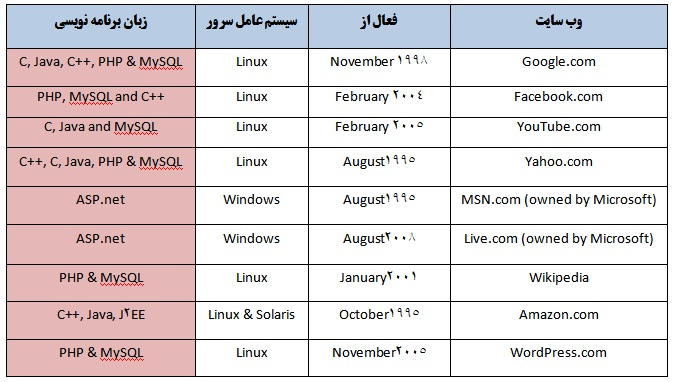 وب سایت	فعال از	سیستم عامل سرور	زبان برنامه نویسی
Google.com	November ۱۹۹۸	Linux	C, Java, C++, PHP & MySQL
Facebook.com	February ۲۰۰۴	Linux	PHP, MySQL and C++
YouTube.com	February ۲۰۰۵	Linux	C, Java and MySQL
Yahoo.com	August۱۹۹۵	Linux	C++, C, Java, PHP & MySQL
MSN.com (owned by Microsoft)	August۱۹۹۵	Windows	ASP.net
Live.com (owned by Microsoft)	August۲۰۰۸	Windows	ASP.net
Wikipedia	January۲۰۰۱	Linux	PHP & MySQL
Amazon.com	October۱۹۹۵	Linux & Solaris	C++, Java, J۲EE
WordPress.com	November۲۰۰۵	Linux	PHP & MySQL